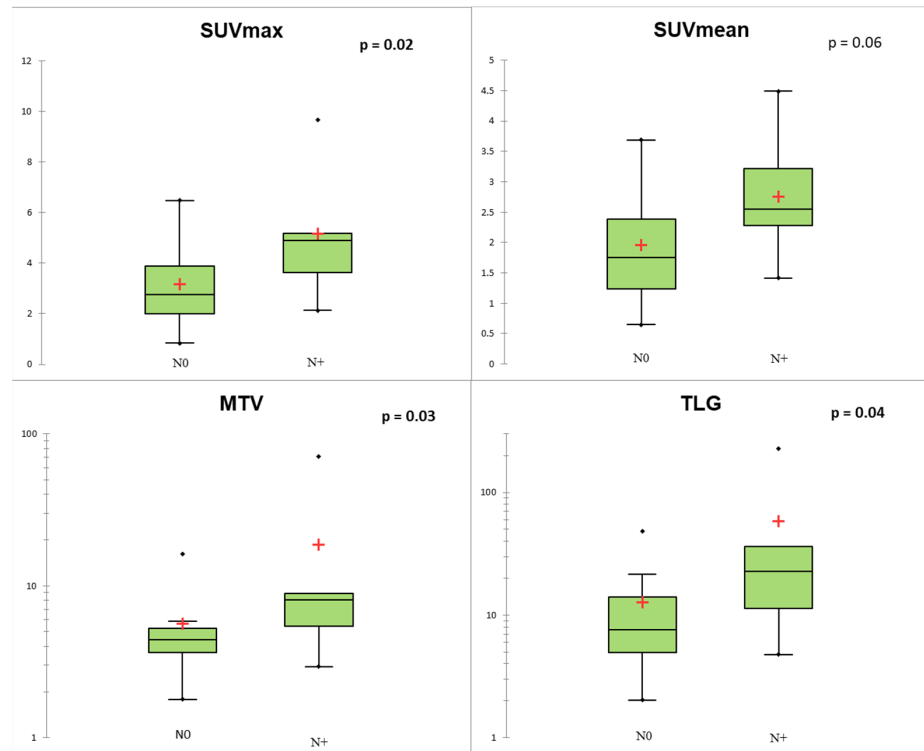 SUVmax
p = 0.02
12
10
8
6
4
2
0
N0
N+
SUVmean
p = 0.06
5
4.5
4
3.5
3
2.5
2
1.5
1
0.5
0
N0
N+
MTV
p = 0.03
100
10
1
N0
N+
TLG
p = 0.04
100
10
1
N0
N+